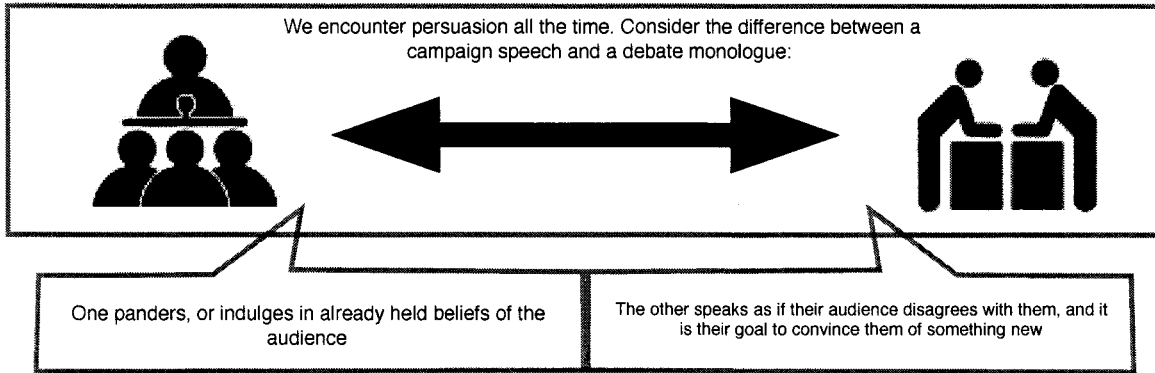 We encounter persuasion all the time. Consider the difference between a
campaign speech and a debate monologue:
One panders, or indulges in already held beliefs of the
audience
The other speaks as if their audience disagrees with them, and it
is their goal to convince them of something new